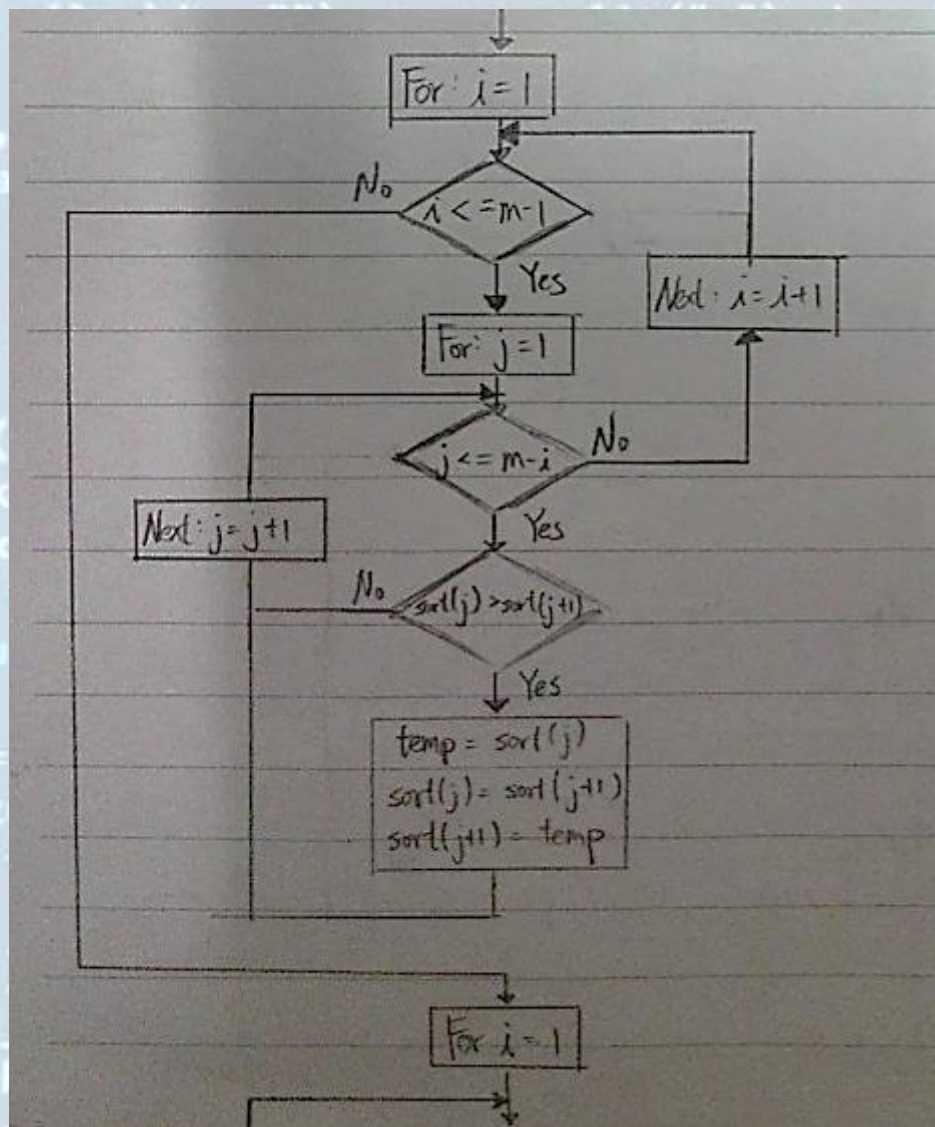 For: i=1
No
i<=m-1
Yes
Next: i=i+1
For: j=1
j<=m-i
No
Next: j=j+1
Yes
No
sort(j)>sort(j+1)
Yes
temp = sort(j)
sort(j)= sort(j+1)
sort(j+1)= temp
For i=1